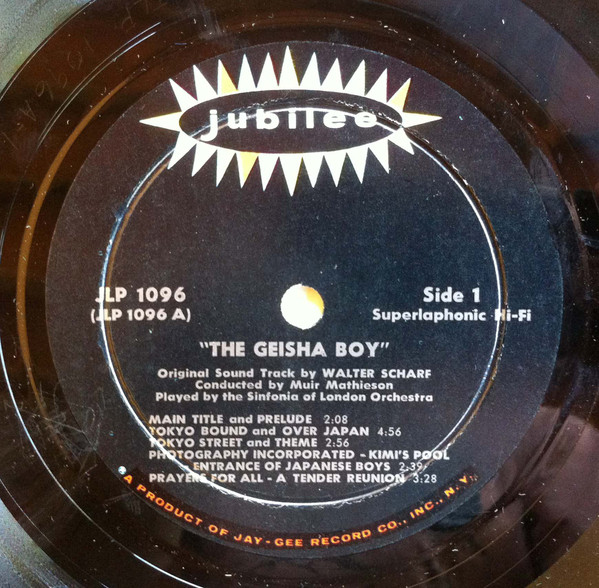 jubilee
JLP 1096
(JLP 1096 A)
Side 1
Superlaphonic Hi-Fi
"THE GEISHA BOY"
Original Sound Track by WALTER SCHARF
Conducted by Muir Mathieson
Played by the Sinfonia of London Orchestra
MAIN TITLE and PRELUDE 2:08
TOKYO BOUND and OVER JAPAN 4:56
TOKYO STREET and THEME 2:56
PHOTOGRAPHY INCORPORATED - KIMI'S POOL
ENTRANCE OF JAPANESE BOYS 2:39
PRAYERS FOR ALL - A TENDER REUNION 3:28
A PRODUCT OF JAY-GEE RECORD CO., INC., N.Y.